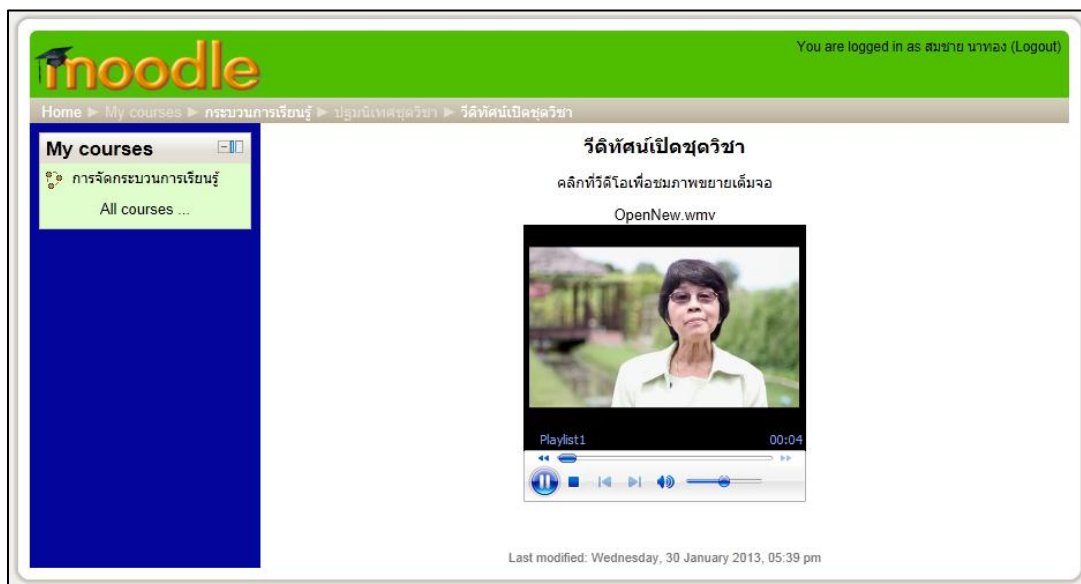 moodle
You are logged in as สมชาย นาทอง (Logout)
Home ► My courses ► กระบวนการเรียนรู้ ► ปฐมนิเทศชุดวิชา ► วีดิทัศน์เปิดชุดวิชา
My courses
การจัดกระบวนการเรียนรู้
All courses ...
วีดิทัศน์เปิดชุดวิชา
คลิกที่วีดีโอเพื่อชมภาพขยายเต็มจอ
OpenNew.wmv
Playlist1 00:04
Last modified: Wednesday, 30 January 2013, 05:39 pm